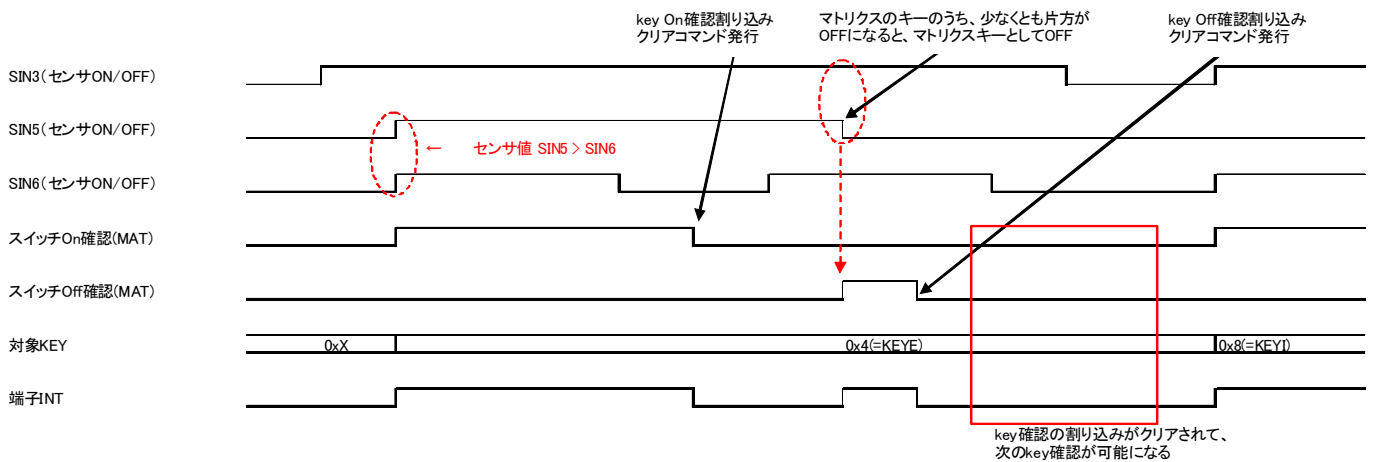 key On確認割り込み
クリアコマンド発行
マトリクスのキーのうち、少なくとも片方が
OFFになると、マトリクスキーとしてOFF
key Off確認割り込み
クリアコマンド発行
SIN3(センサON/OFF)
SIN5(センサON/OFF)
← センサ値 SIN5 > SIN6
SIN6(センサON/OFF)
スイッチOn確認(MAT)
スイッチOff確認(MAT)
対象KEY
0xX
0x4(=KEYE)
0x8(=KEYI)
端子INT
key確認の割り込みがクリアされて、
次のkey確認が可能になる